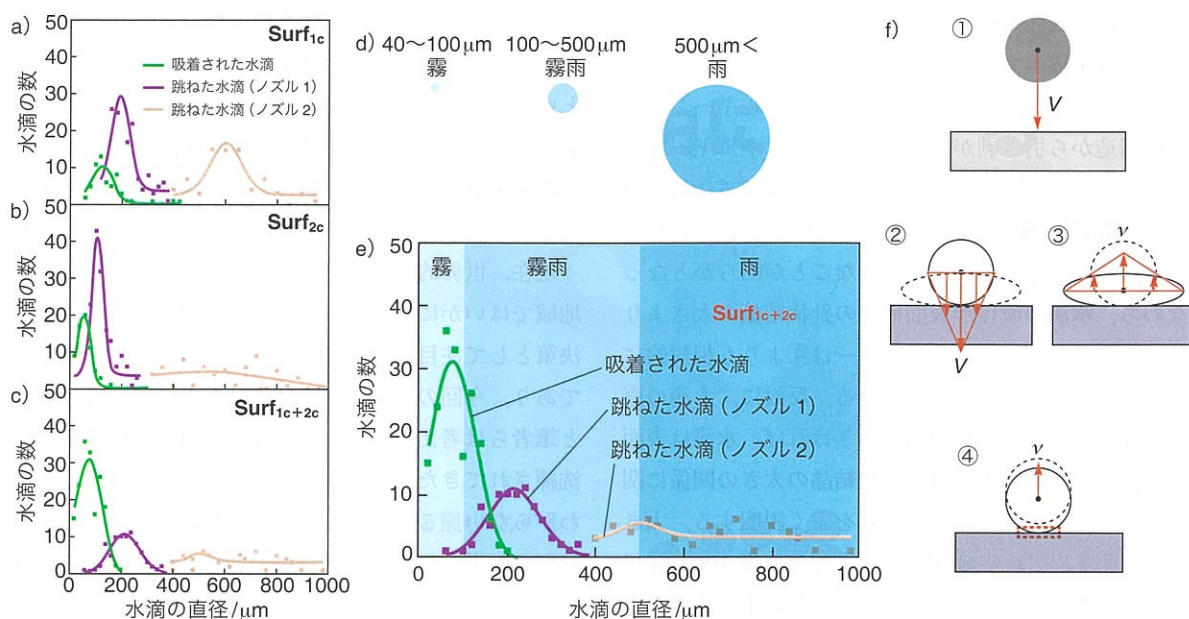 a)
Surf1c
50
40
30
20
10
水滴の数
吸着された水滴
跳ねた水滴(ノズル1)
跳ねた水滴(ノズル2)
b)
Surf2c
50
40
30
20
10
水滴の数
c)
Surf1c+2c
50
40
30
20
10
0
水滴の数
0 200 400 600 800 1000
水滴の直径/μm
d)
40〜100μm
霧
100〜500μm
霧雨
500μm<
雨
e)
50
40
30
20
10
0
水滴の数
霧
霧雨
雨
Surf1c+2c
吸着された水滴
跳ねた水滴(ノズル1)
跳ねた水滴(ノズル2)
0 200 400 600 800 1000
水滴の直径/μm
f)
①
V
②
V
③
v
④
v